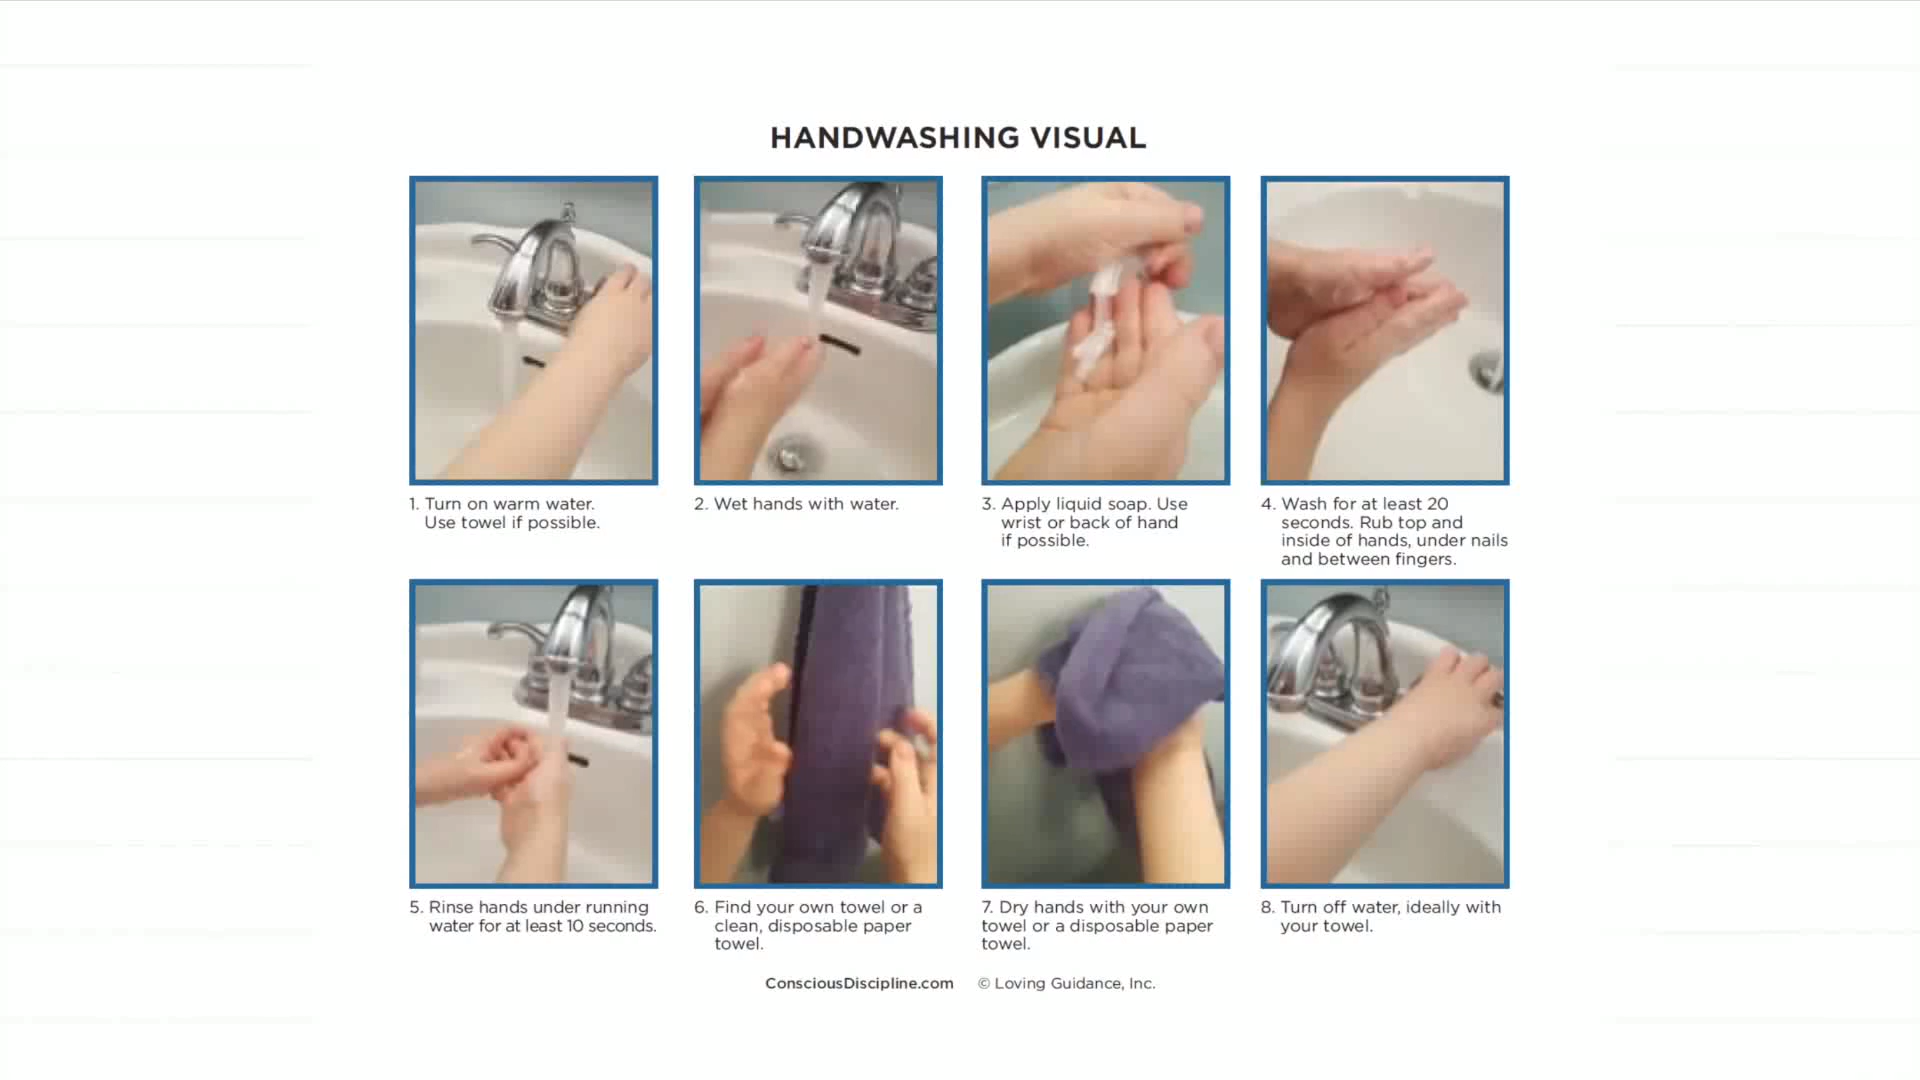 HANDWASHING VISUAL
1. Turn on warm water.
Use towel if possible.
2. Wet hands with water.
3. Apply liquid soap. Use
wrist or back of hand
if possible.
4. Wash for at least 20
seconds. Rub top and
inside of hands, under nails
and between fingers.
5. Rinse hands under running
water for at least 10 seconds.
6. Find your own towel or a
clean, disposable paper
towel.
7. Dry hands with your own
towel or a disposable paper
towel.
8. Turn off water, ideally with
your towel.
ConsciousDiscipline.com © Loving Guidance, Inc.